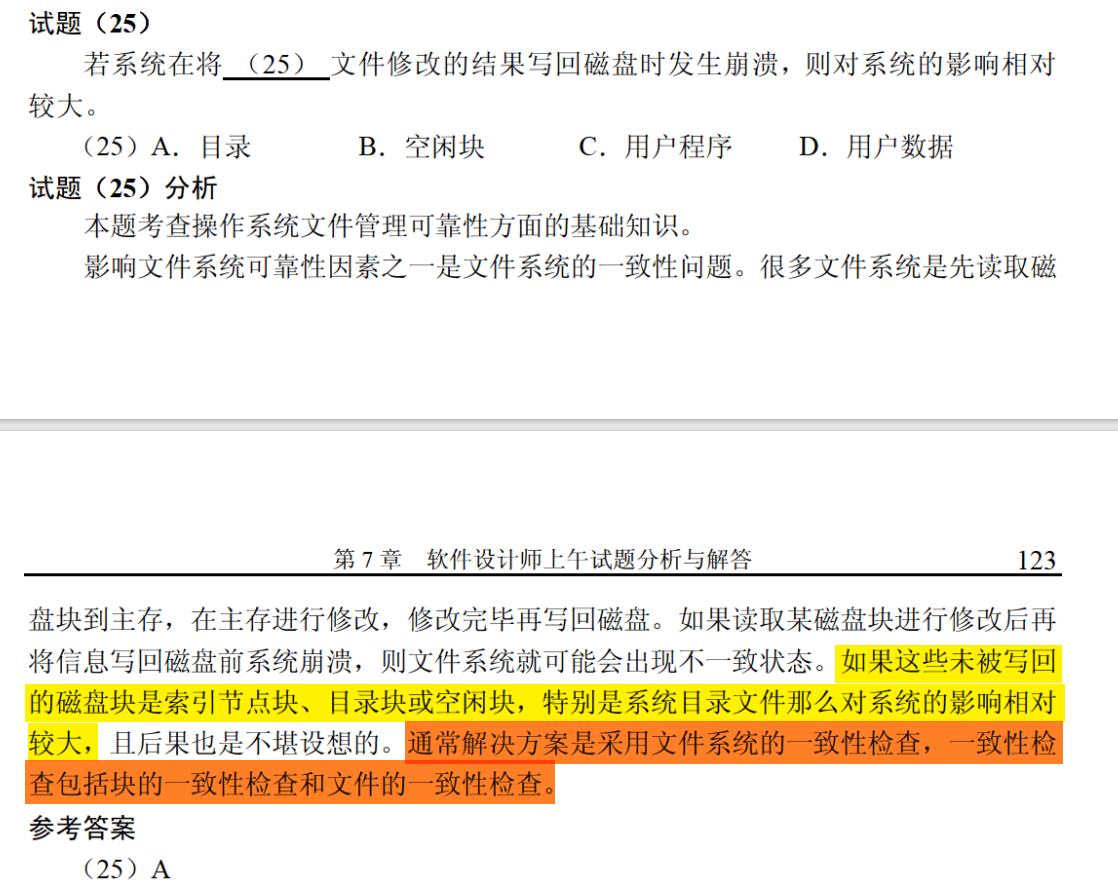 试题（25）
若系统在将 （25） 文件修改的结果写回磁盘时发生崩溃，则对系统的影响相对
较大。
（25）A．目录 B．空闲块 C．用户程序 D．用户数据
试题（25）分析
本题考查操作系统文件管理可靠性方面的基础知识。
影响文件系统可靠性因素之一是文件系统的一致性问题。很多文件系统是先读取磁
第 7 章 软件设计师上午试题分析与解答 123
盘块到主存，在主存进行修改，修改完毕再写回磁盘。如果读取某磁盘块进行修改后再
将信息写回磁盘前系统崩溃，则文件系统就可能会出现不一致状态。如果这些未被写回
的磁盘块是索引节点块、目录块或空闲块，特别是系统目录文件那么对系统的影响相对
较大，且后果也是不堪设想的。通常解决方案是采用文件系统的一致性检查，一致性检
查包括块的一致性检查和文件的一致性检查。
参考答案
（25）A